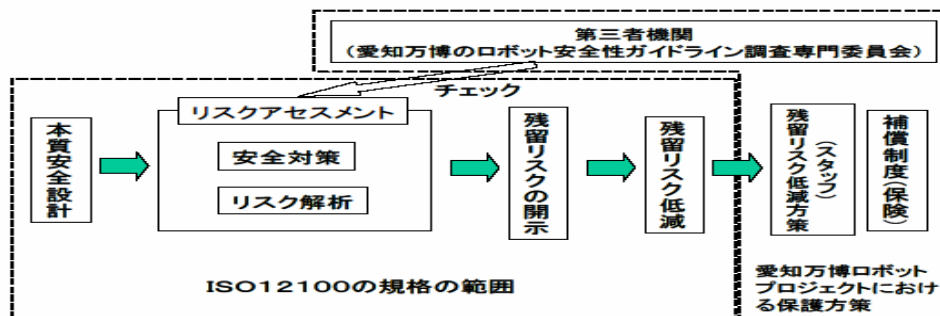 第三者機関
(愛知万博のロボット安全性ガイドライン調査専門委員会)
チェック
本質安全設計
リスクアセスメント
安全対策
リスク解析
残留リスクの開示
残留リスク低減
残留リスク低減方策
(スタッフ)
補償制度(保険)
ISO12100の規格の範囲
愛知万博ロボット
プロジェクトにおけ
る保護方策